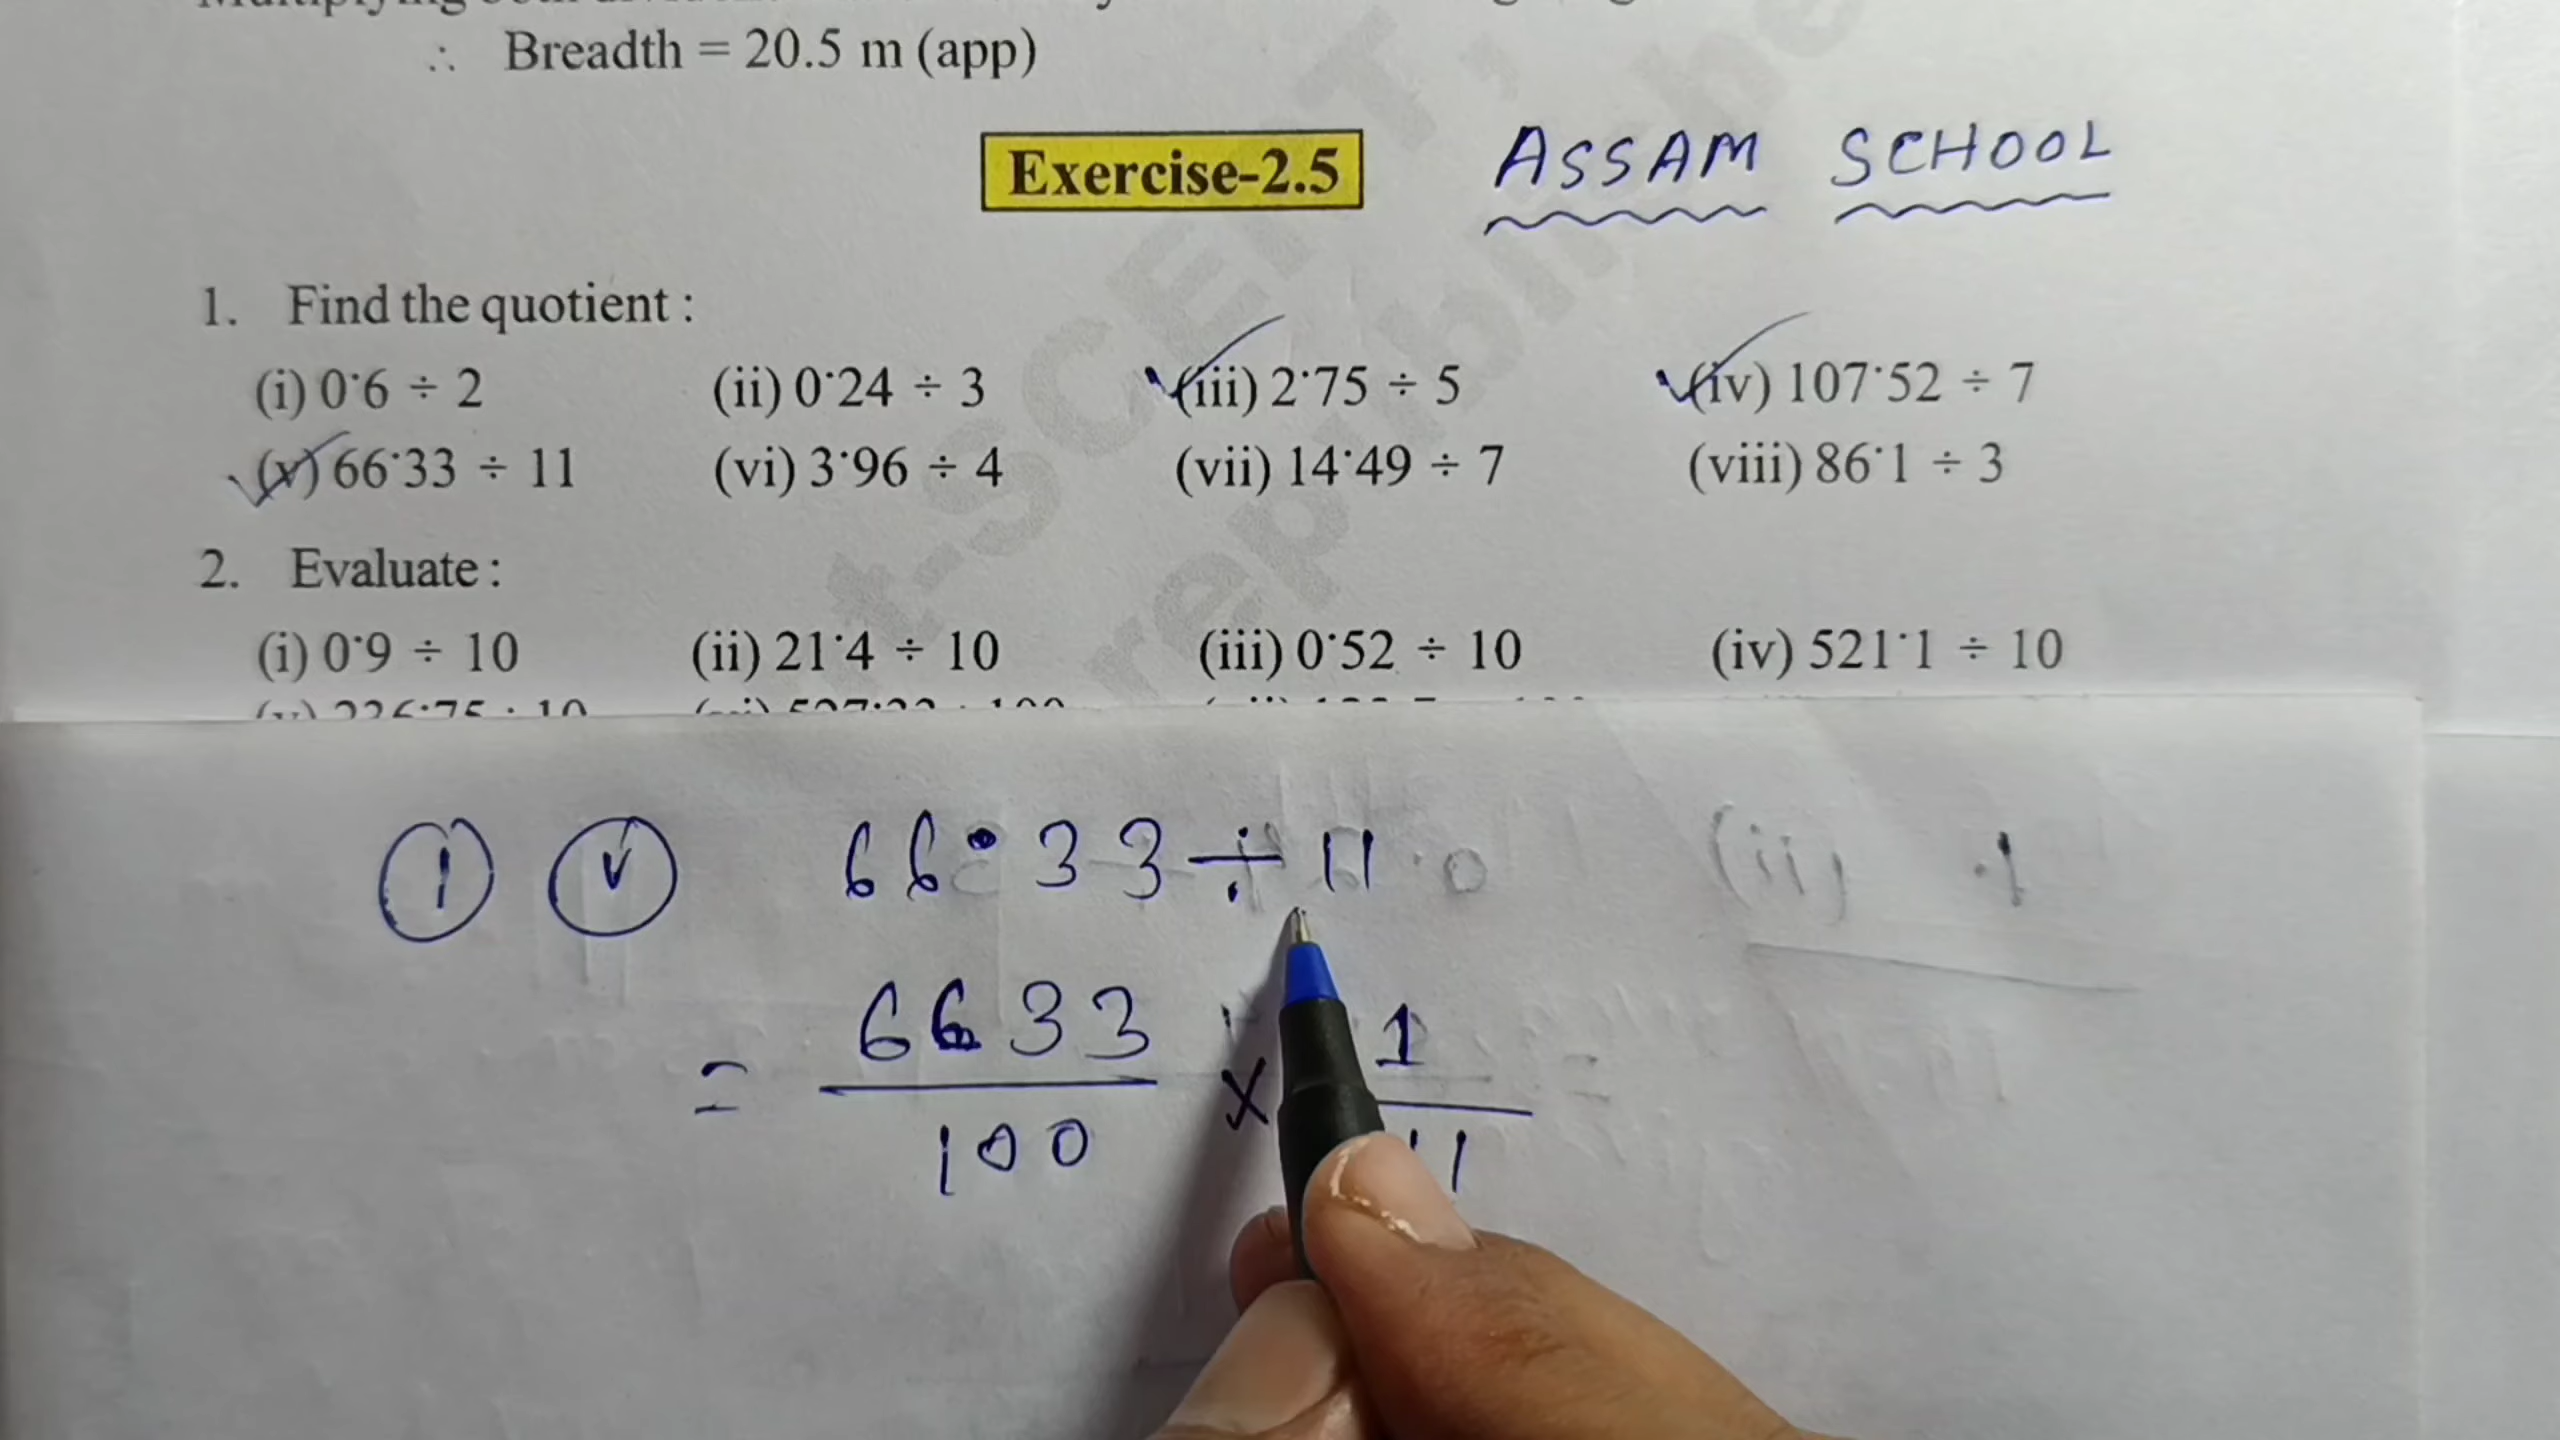 ∴ Breadth = 20.5 m (app)
Exercise-2.5 ASSAM SCHOOL
1. Find the quotient :
(i) 0·6 ÷ 2 (ii) 0·24 ÷ 3 (iii) 2·75 ÷ 5 (iv) 107·52 ÷ 7
(v) 66·33 ÷ 11 (vi) 3·96 ÷ 4 (vii) 14·49 ÷ 7 (viii) 86·1 ÷ 3
2. Evaluate :
(i) 0·9 ÷ 10 (ii) 21·4 ÷ 10 (iii) 0·52 ÷ 10 (iv) 521·1 ÷ 10
1 v 66·33 ÷ 11
= 6633/100 × 1/11